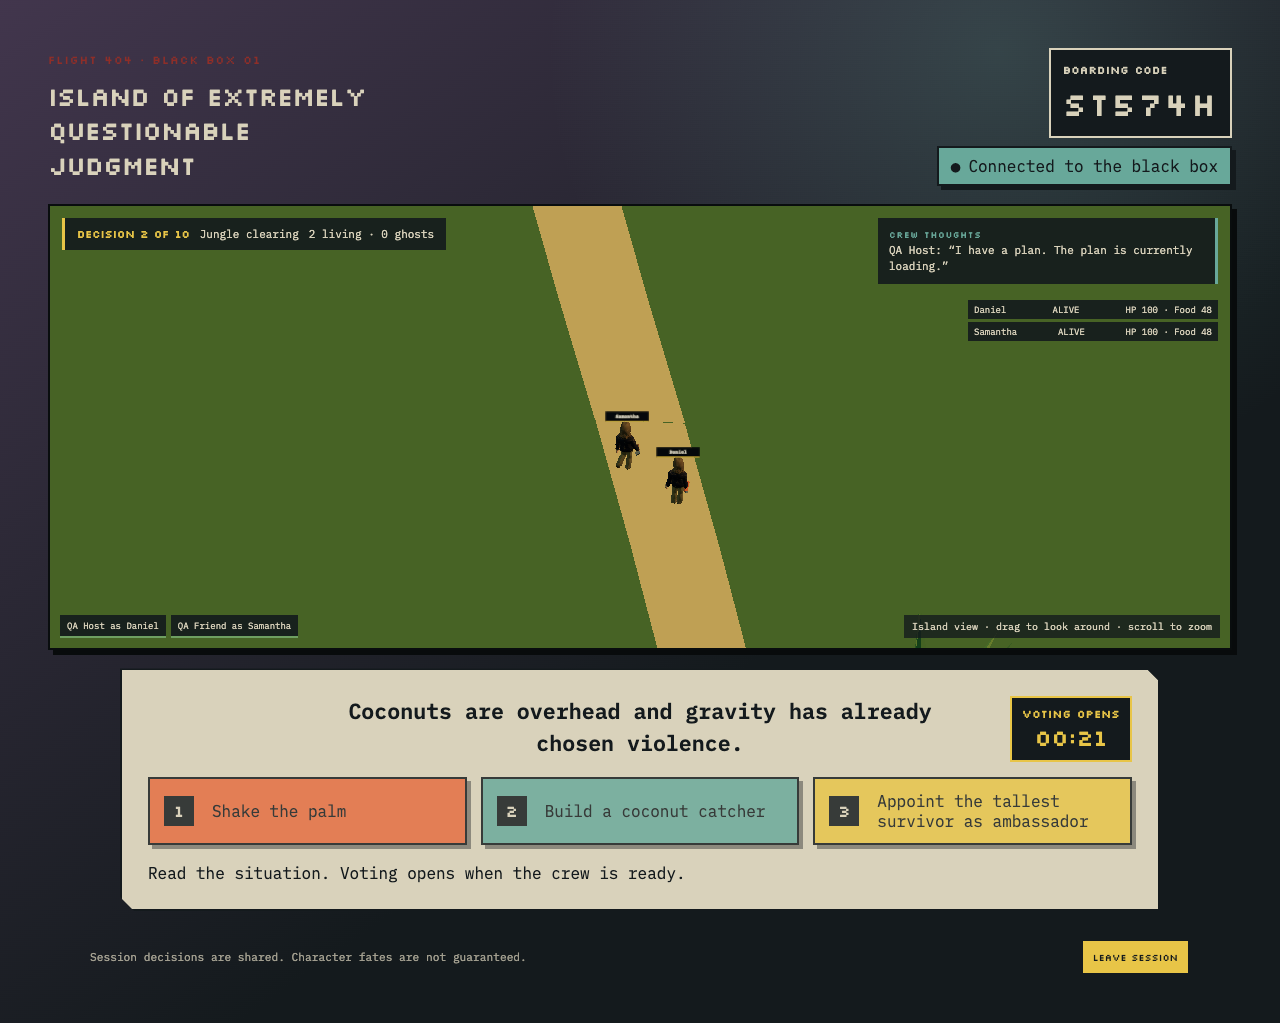 FLIGHT 404 · BLACK BOX 01
ISLAND OF EXTREMELY
QUESTIONABLE
JUDGMENT
BOARDING CODE
ST574H
● Connected to the black box
DECISION 2 OF 10 Jungle clearing 2 living · 0 ghosts
CREW THOUGHTS
QA Host: “I have a plan. The plan is currently
loading.”
Daniel ALIVE HP 100 · Food 48
Samantha ALIVE HP 100 · Food 48
Samantha
Daniel
QA Host as Daniel
QA Friend as Samantha
Island view · drag to look around · scroll to zoom
Coconuts are overhead and gravity has already
chosen violence.
VOTING OPENS
00:21
1 Shake the palm
2 Build a coconut catcher
3 Appoint the tallest
survivor as ambassador
Read the situation. Voting opens when the crew is ready.
Session decisions are shared. Character fates are not guaranteed.
LEAVE SESSION